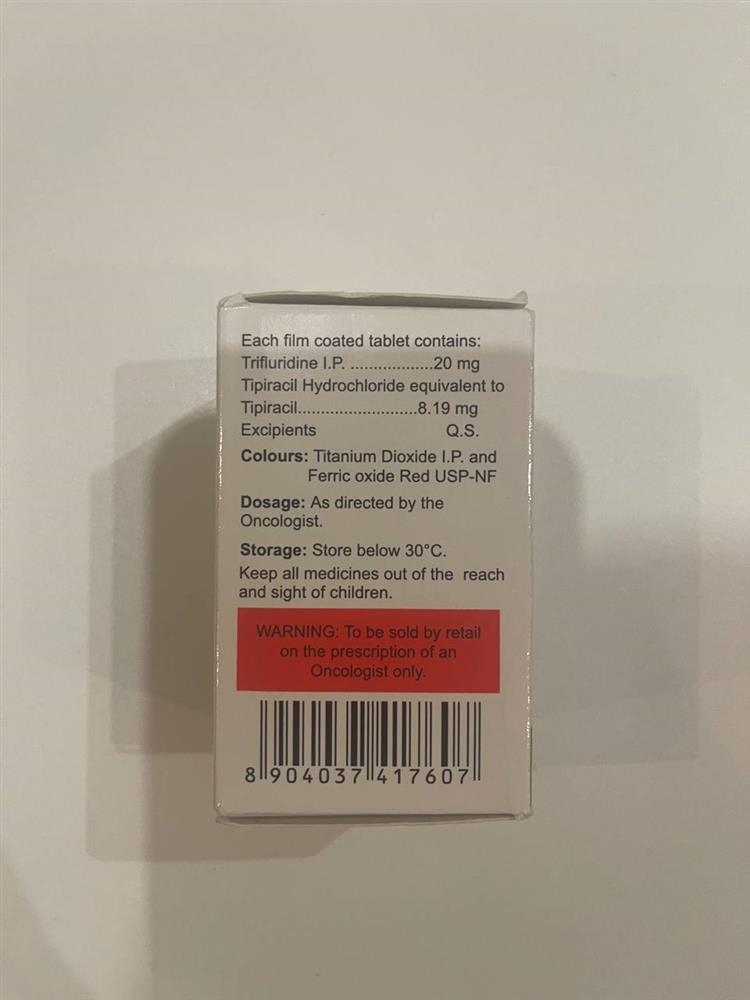 Each film coated tablet contains:
Trifluridine I.P. ..................20 mg
Tipiracil Hydrochloride equivalent to
Tipiracil..........................8.19 mg
Excipients Q.S.
Colours: Titanium Dioxide I.P. and
Ferric oxide Red USP-NF
Dosage: As directed by the
Oncologist.
Storage: Store below 30°C.
Keep all medicines out of the reach
and sight of children.
WARNING: To be sold by retail
on the prescription of an
Oncologist only.
8 904037 417607